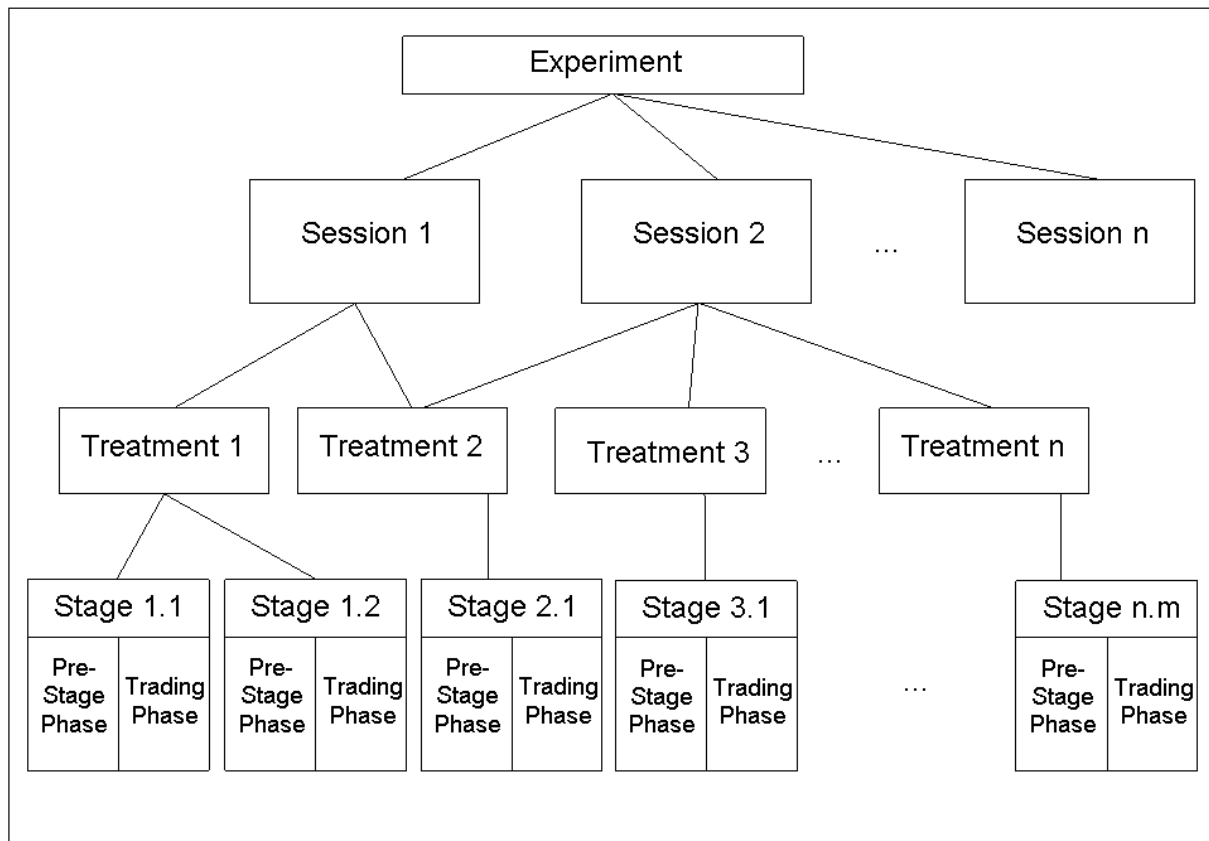 Experiment
Session 1
Session 2
...
Session n
Treatment 1
Treatment 2
Treatment 3
...
Treatment n
Stage 1.1
Pre-
Stage
Phase
Trading
Phase
Stage 1.2
Pre-
Stage
Phase
Trading
Phase
Stage 2.1
Pre-
Stage
Phase
Trading
Phase
Stage 3.1
Pre-
Stage
Phase
Trading
Phase
...
Stage n.m
Pre-
Stage
Phase
Trading
Phase